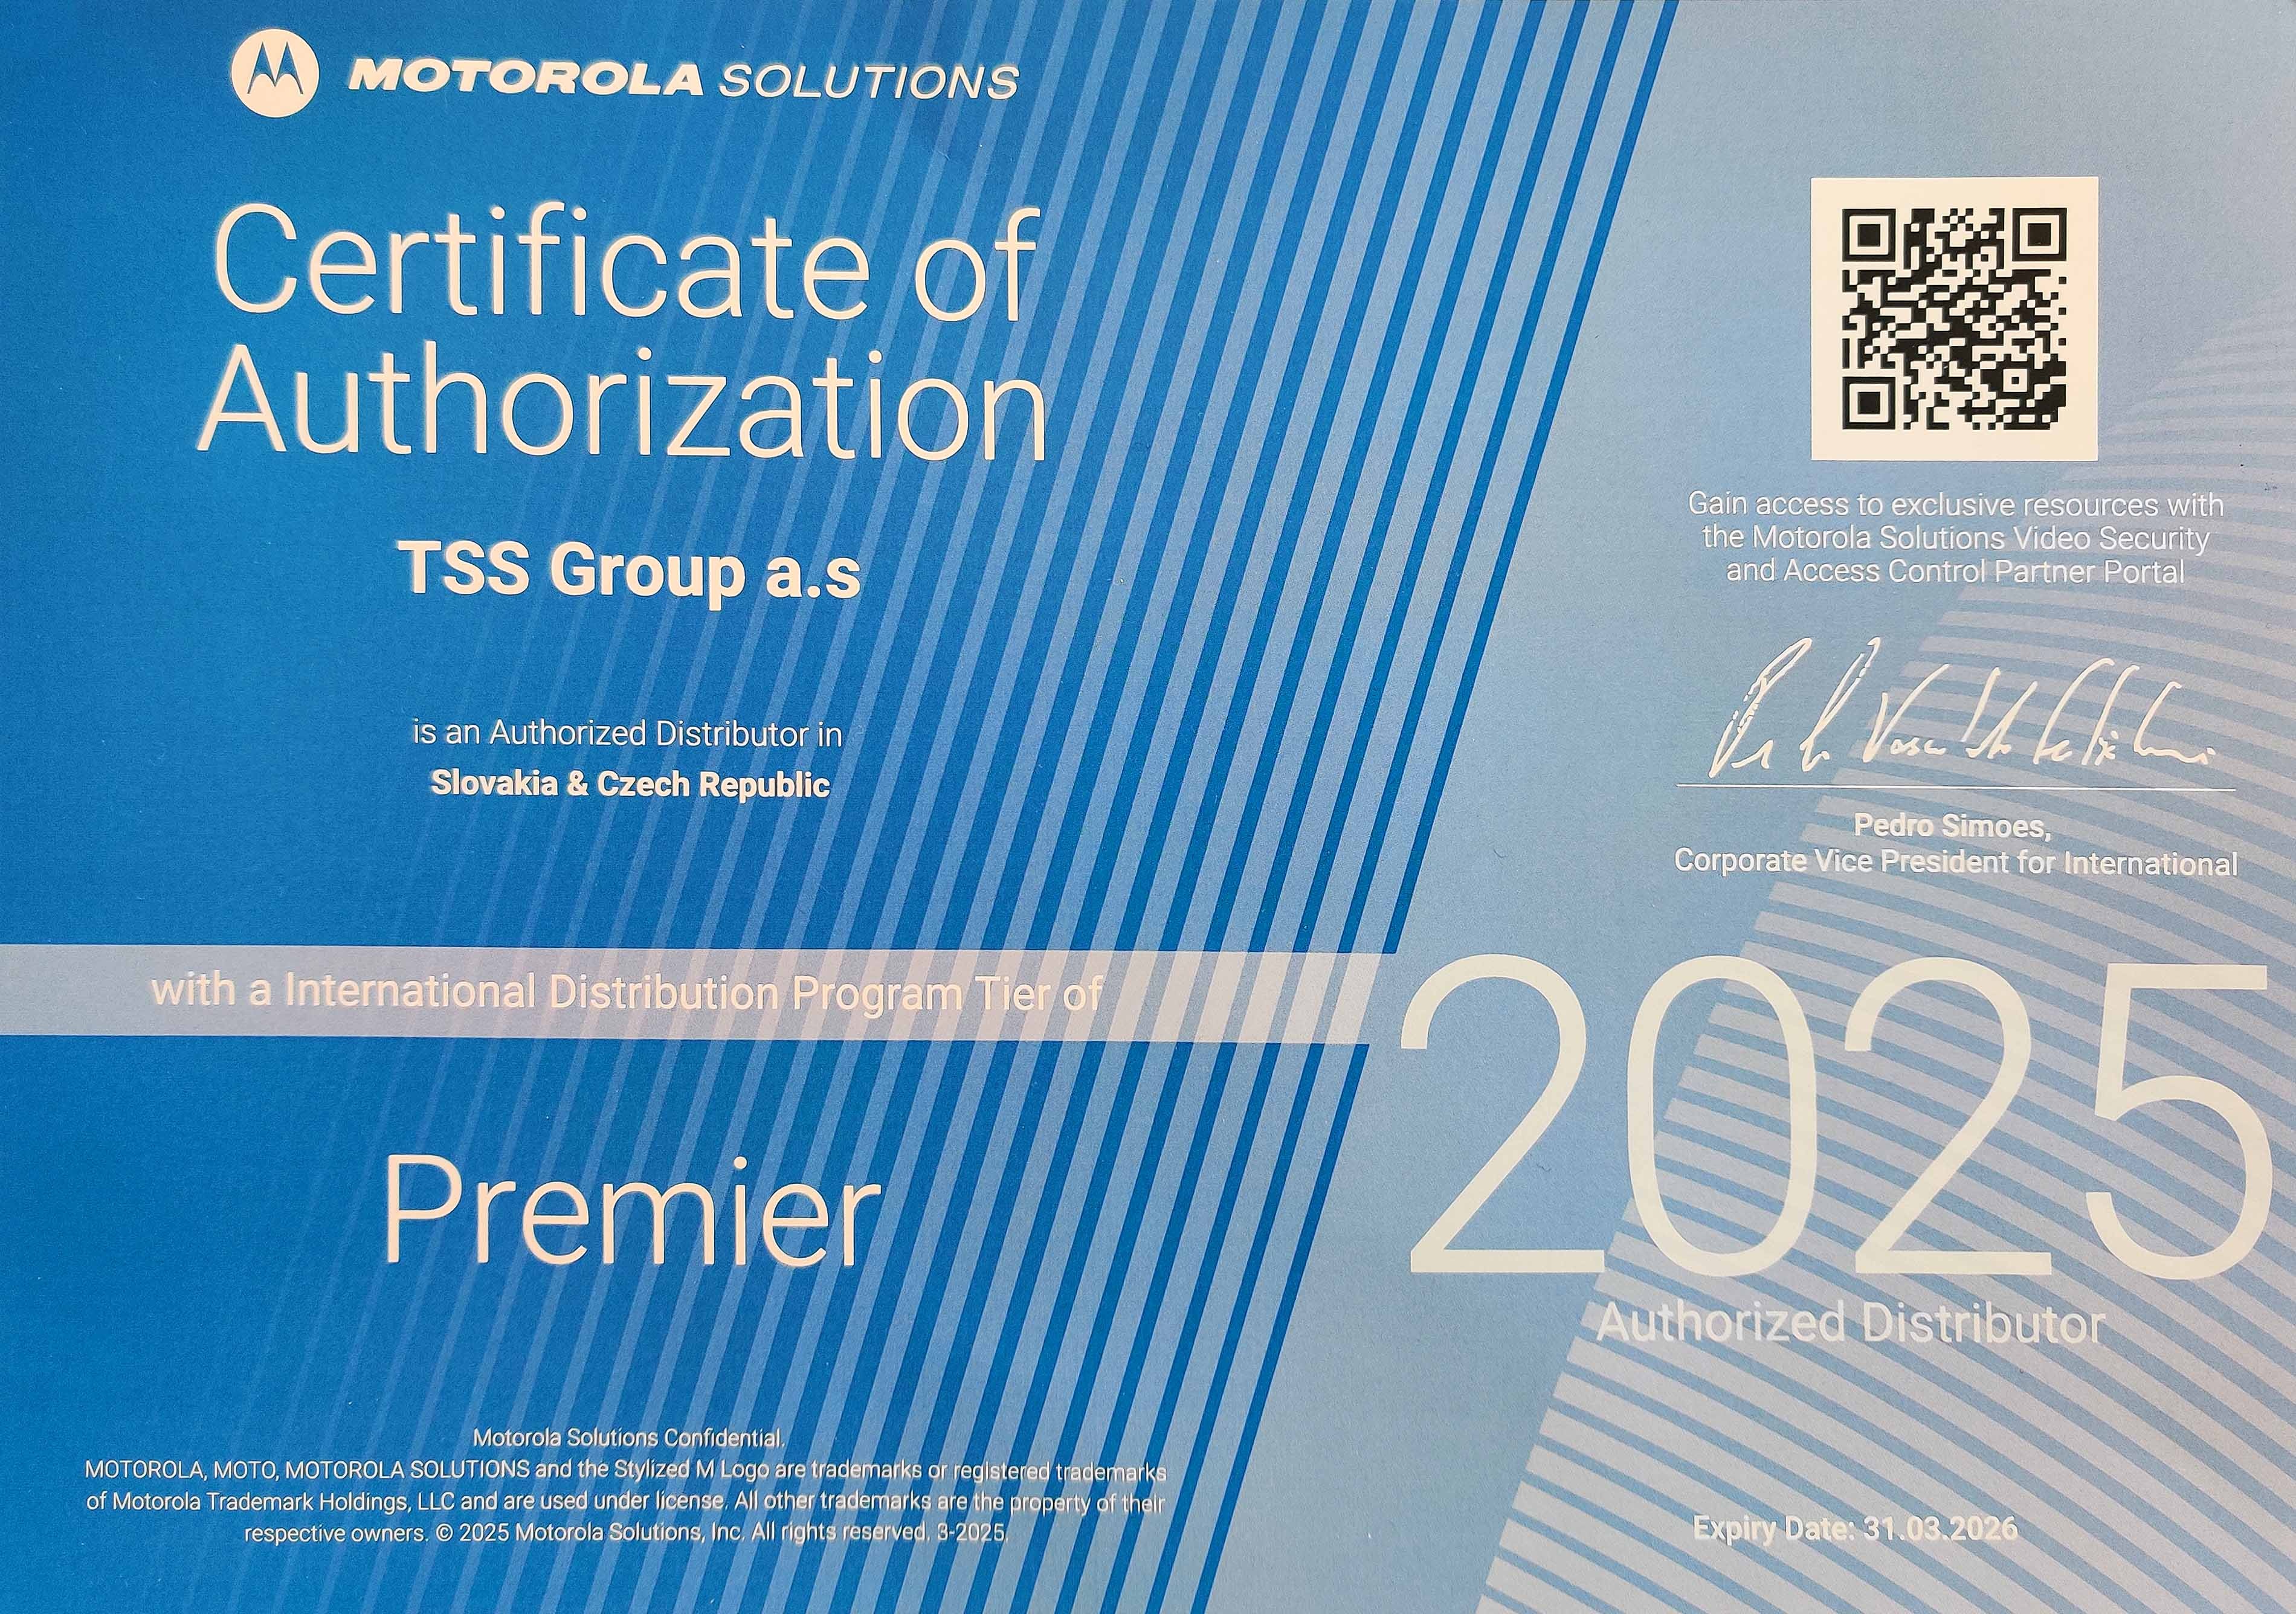 MOTOROLA SOLUTIONS
Certificate of
Authorization
TSS Group a.s
is an Authorized Distributor in
Slovakia & Czech Republic
with a International Distribution Program Tier of
Premier
Motorola Solutions Confidential.
MOTOROLA, MOTO, MOTOROLA SOLUTIONS and the Stylized M Logo are trademarks or registered trademarks
of Motorola Trademark Holdings, LLC and are used under license. All other trademarks are the property of their
respective owners. © 2025 Motorola Solutions, Inc. All rights reserved. 3-2025.
Gain access to exclusive resources with
the Motorola Solutions Video Security
and Access Control Partner Portal
Pedro Simoes,
Corporate Vice President for International
2025
Authorized Distributor
Expiry Date: 31.03.2026